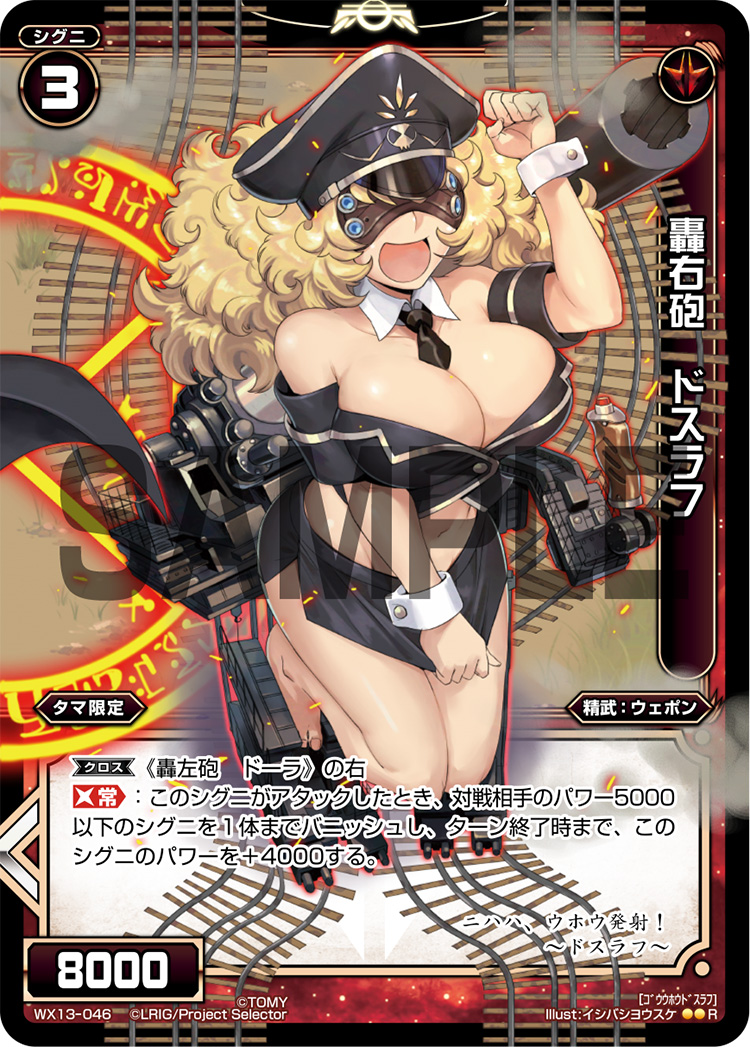 シグニ
3
轟右砲 ドスラフ
SAMPLE
タマ限定
精武:ウェポン
クロス 《轟左砲 ドーラ》の右
常:このシグニがアタックしたとき、対戦相手のパワー5000
以下のシグニを1体までバニッシュし、ターン終了時まで、この
シグニのパワーを+4000する。
ニハハ、ウホウ発射!
~ドスラフ~
8000
[ゴウウホウドスラフ]
©TOMY
WX13-046 ©LRIG/Project Selector
Illust:イシバシヨウスケ R